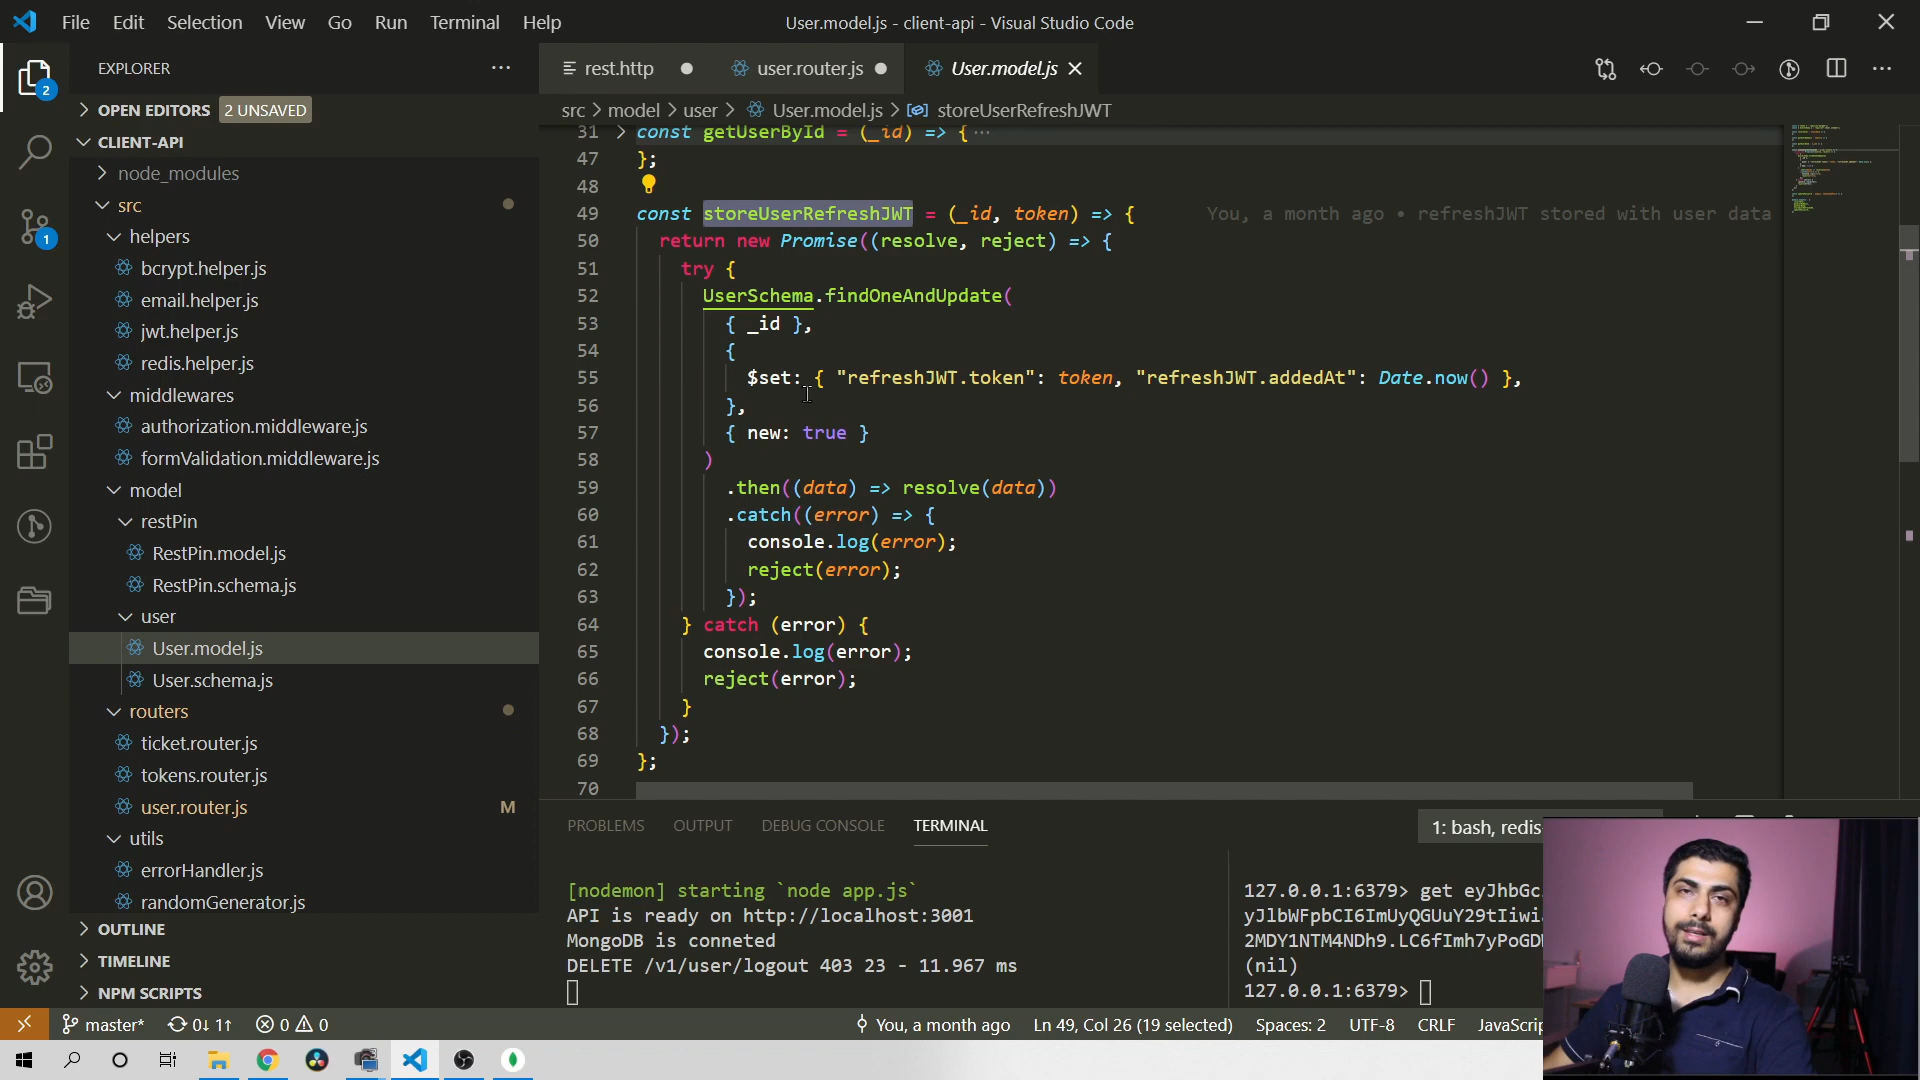 File Edit Selection View Go Run Terminal Help
User.model.js - client-api - Visual Studio Code
EXPLORER
rest.http
user.router.js
User.model.js
2
OPEN EDITORS 2 UNSAVED
src > model > user > User.model.js > storeUserRefreshJWT
CLIENT-API
node_modules
src
helpers
bcrypt.helper.js
email.helper.js
jwt.helper.js
redis.helper.js
middlewares
authorization.middleware.js
formValidation.middleware.js
model
restPin
RestPin.model.js
RestPin.schema.js
user
User.model.js
User.schema.js
routers
ticket.router.js
tokens.router.js
user.router.js M
utils
errorHandler.js
randomGenerator.js
OUTLINE
TIMELINE
NPM SCRIPTS
1
31 > const getUserById = (_id) => { ...
47 };
48
49 const storeUserRefreshJWT = (_id, token) => { You, a month ago • refreshJWT stored with user data
50 return new Promise((resolve, reject) => {
51 try {
52 UserSchema.findOneAndUpdate(
53 { _id },
54 {
55 $set: { "refreshJWT.token": token, "refreshJWT.addedAt": Date.now() },
56 },
57 { new: true }
58 )
59 .then((data) => resolve(data))
60 .catch((error) => {
61 console.log(error);
62 reject(error);
63 });
64 } catch (error) {
65 console.log(error);
66 reject(error);
67 }
68 });
69 };
70
PROBLEMS OUTPUT DEBUG CONSOLE TERMINAL
1: bash, redis-
[nodemon] starting `node app.js`
API is ready on http://localhost:3001
MongoDB is conneted
DELETE /v1/user/logout 403 23 - 11.967 ms
127.0.0.1:6379> get eyJhbGc
(nil)
127.0.0.1:6379>
master* 0↓ 1↑ 0 0
You, a month ago Ln 49, Col 26 (19 selected) Spaces: 2 UTF-8 CRLF JavaScrip